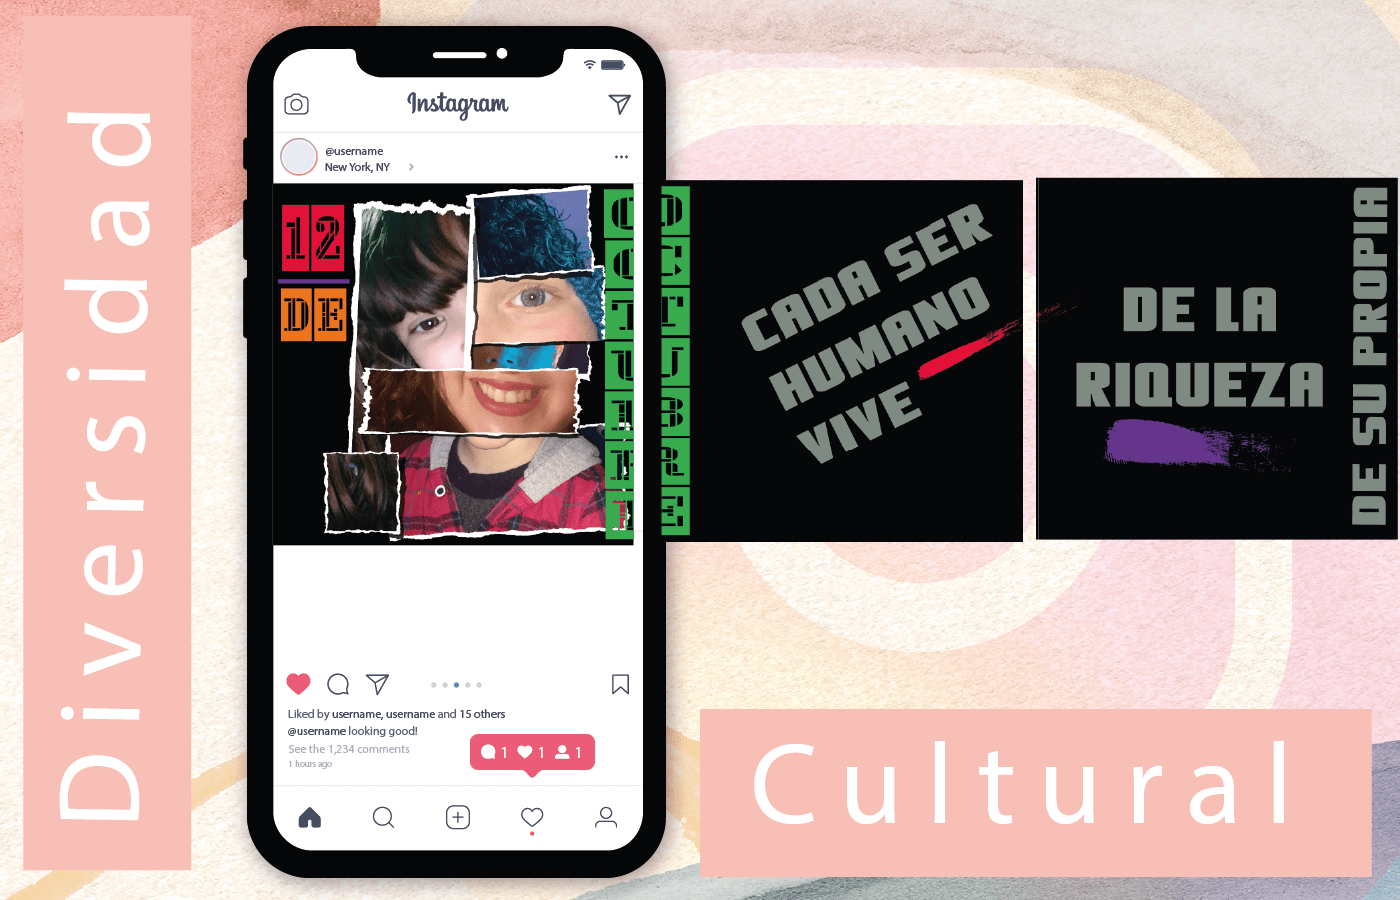 Diversidad
Instagram
@username
New York, NY
12
DE
OCTUBRE
CADA SER
HUMANO
VIVE
DE LA
RIQUEZA
DE SU PROPIA
Liked by username, username and 15 others
@username looking good!
See the 1,234 comments
1 hours ago
1 1 1
Cultural